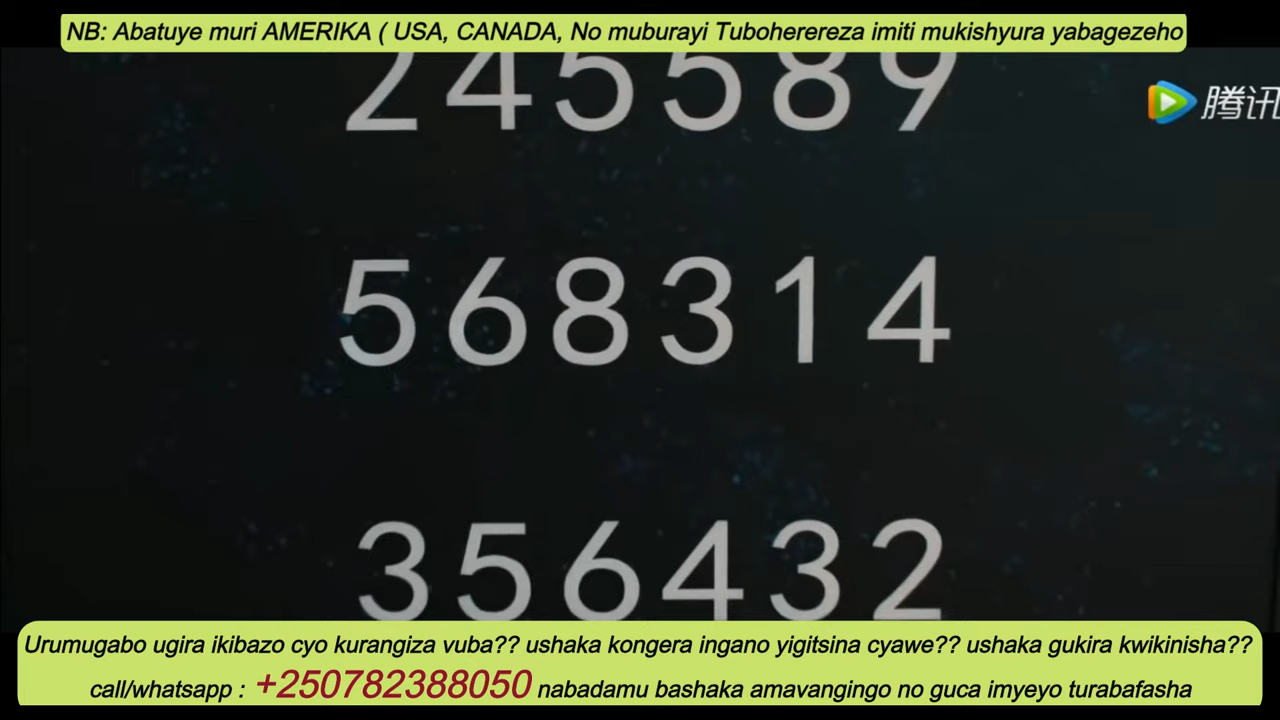 NB: Abatuye muri AMERIKA ( USA, CANADA, No muburayi Tuboherereza imiti mukishyura yabagezeho
245589
腾讯
568314
356432
Urumugabo ugira ikibazo cyo kurangiza vuba?? ushaka kongera ingano yigitsina cyawe?? ushaka gukira kwikinisha??
call/whatsapp : +250782388050 nabadamu bashaka amavangingo no guca imyeyo turabafasha